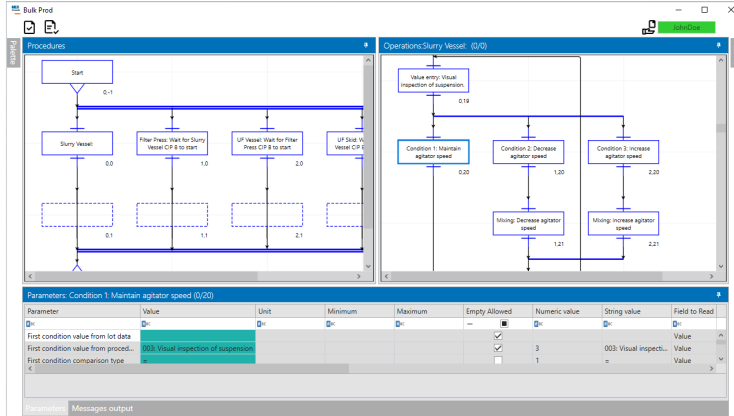 Bulk Prod
JohnDoe
Palette
Procedures
Start
0,-1
Slurry Vessel:
0,0
Filter Press: Wait for Slurry
Vessel CIP B to start
1,0
UF Vessel: Wait for Filter
Press CIP B to start
2,0
UF Skid: W
Vessel CIP B
0,1
1,1
2,1
Operations:Slurry Vessel: (0/0)
Value entry: Visual
inspection of suspension.
0,19
Condition 1: Maintain
agitator speed
0,20
Condition 2: Decrease
agitator speed
1,20
Condition 3: Increase
agitator speed
2,20
Mixing: Decrease agitator
speed
1,21
Mixing: Increase agitator
speed
2,21
Parameters: Condition 1: Maintain agitator speed (0/20)
Parameter Value Unit Minimum Maximum Empty Allowed Numeric value String value Field to Read
First condition value from lot data Value
First condition value from proced... 003: Visual inspection of suspension 3 003: Visual inspecti... Value
First condition comparison type = 1 = Value
Parameters Messages output